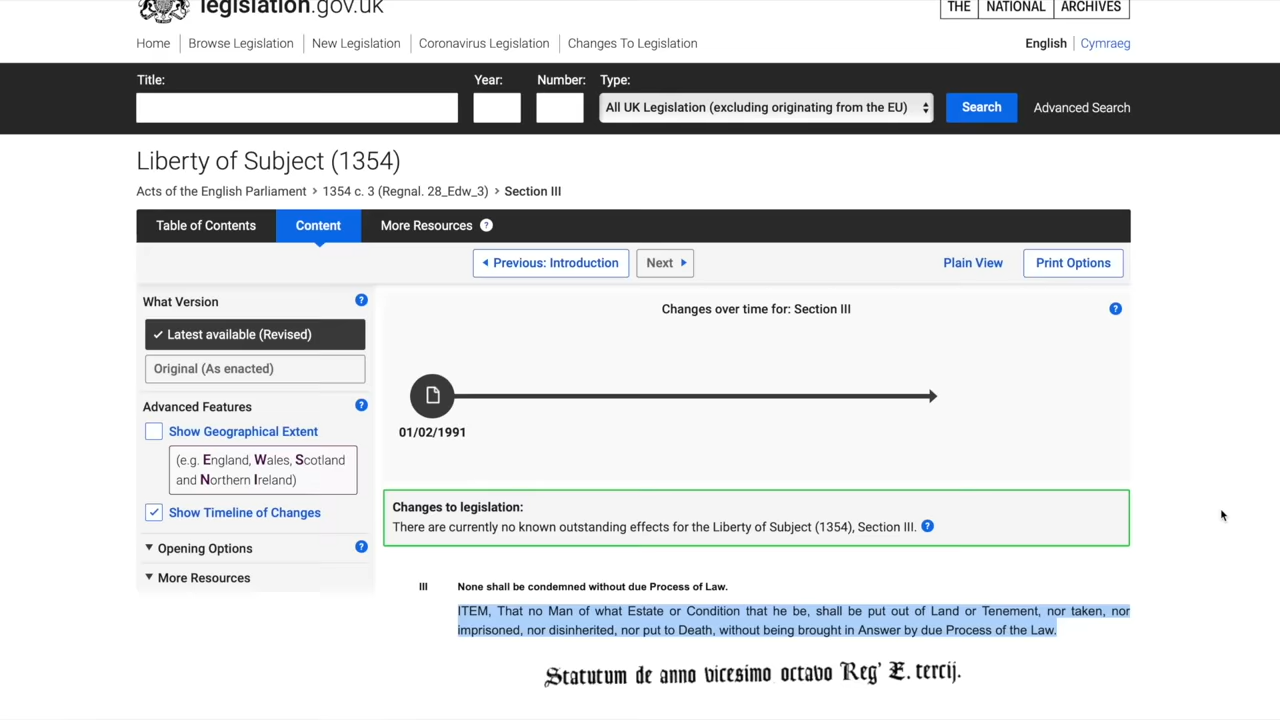 legislation.gov.uk
THE NATIONAL ARCHIVES
Home Browse Legislation New Legislation Coronavirus Legislation Changes To Legislation
English Cymraeg
Title: Year: Number: Type:
All UK Legislation (excluding originating from the EU) Search Advanced Search
Liberty of Subject (1354)
Acts of the English Parliament > 1354 c. 3 (Regnal. 28_Edw_3) > Section III
Table of Contents Content More Resources ?
Previous: Introduction Next Plain View Print Options
What Version ?
Latest available (Revised)
Original (As enacted)
Advanced Features ?
Show Geographical Extent
(e.g. England, Wales, Scotland
and Northern Ireland)
Show Timeline of Changes
Opening Options ?
More Resources
Changes over time for: Section III ?
01/02/1991
Changes to legislation:
There are currently no known outstanding effects for the Liberty of Subject (1354), Section III. ?
III None shall be condemned without due Process of Law.
ITEM, That no Man of what Estate or Condition that he be, shall be put out of Land or Tenement, nor taken, nor
imprisoned, nor disinherited, nor put to Death, without being brought in Answer by due Process of the Law.
Statutum de anno vicesimo octavo Reg' E. tercij.